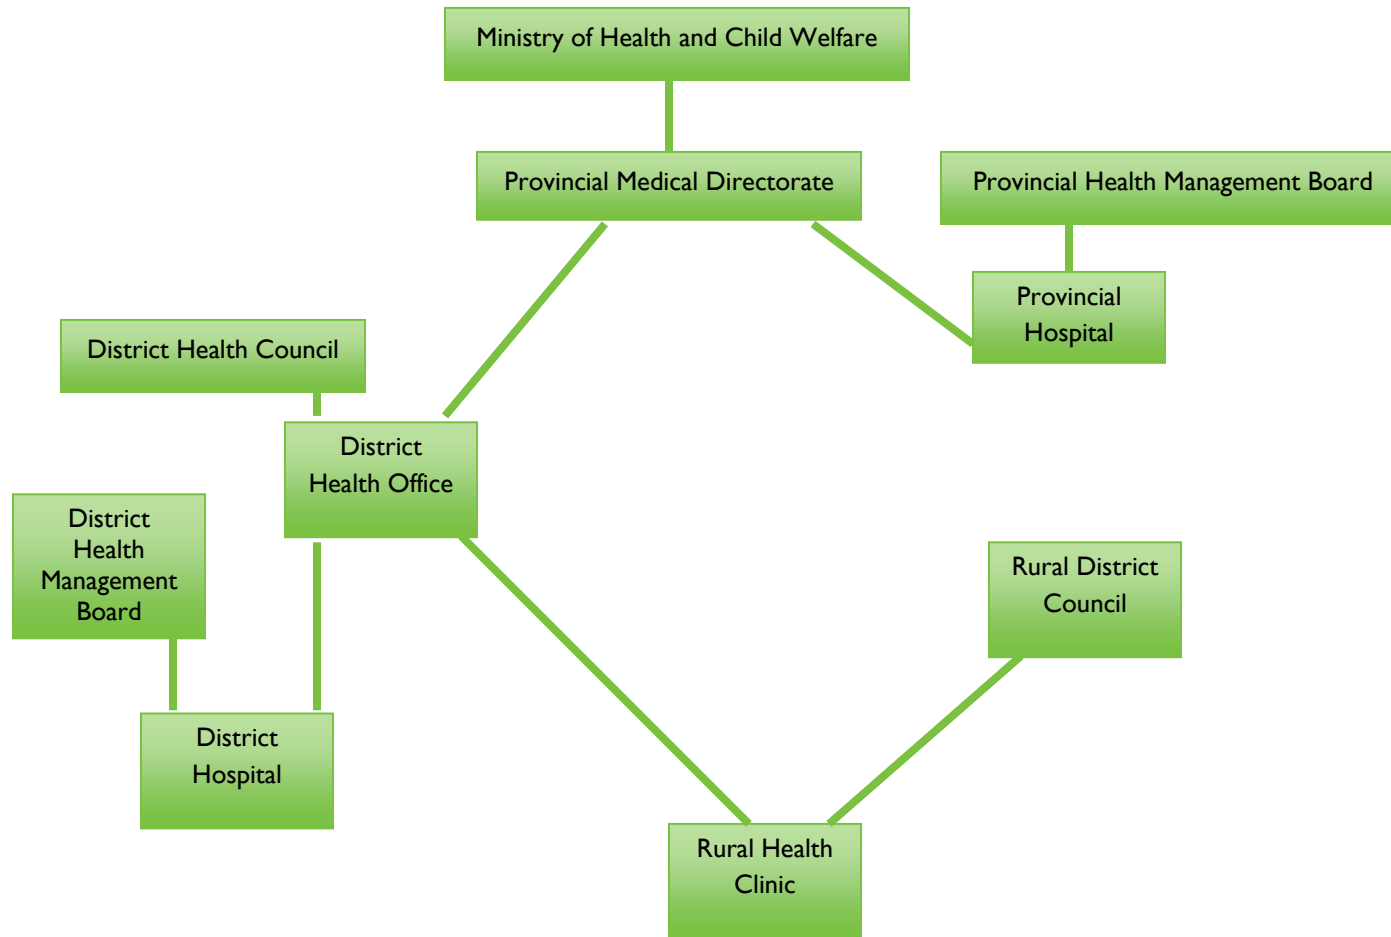 Ministry of Health and Child Welfare
Provincial Medical Directorate
Provincial Health Management Board
Provincial
Hospital
District Health Council
District
Health Office
District
Health
Management
Board
Rural District
Council
District
Hospital
Rural Health
Clinic